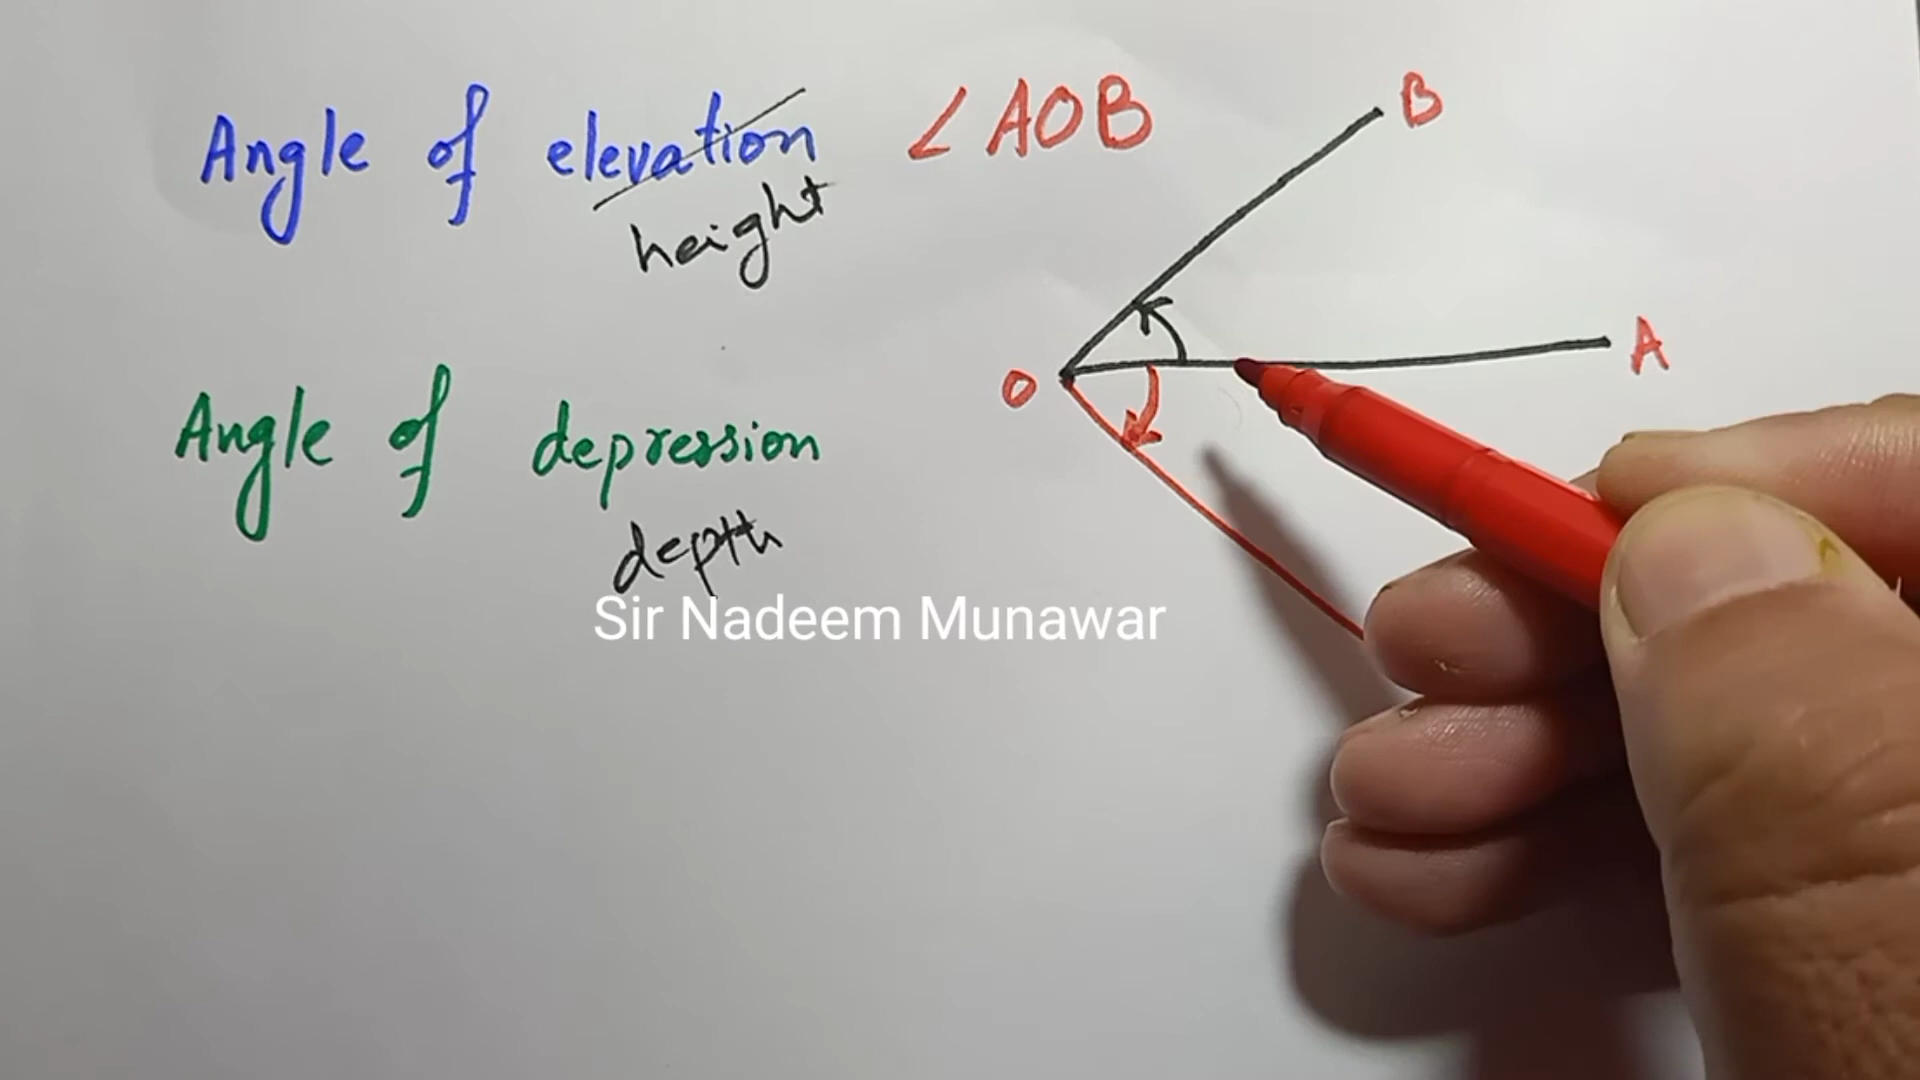 Angle of elevation ∠AOB
height
B
A
O
Angle of depression
depth
Sir Nadeem Munawar